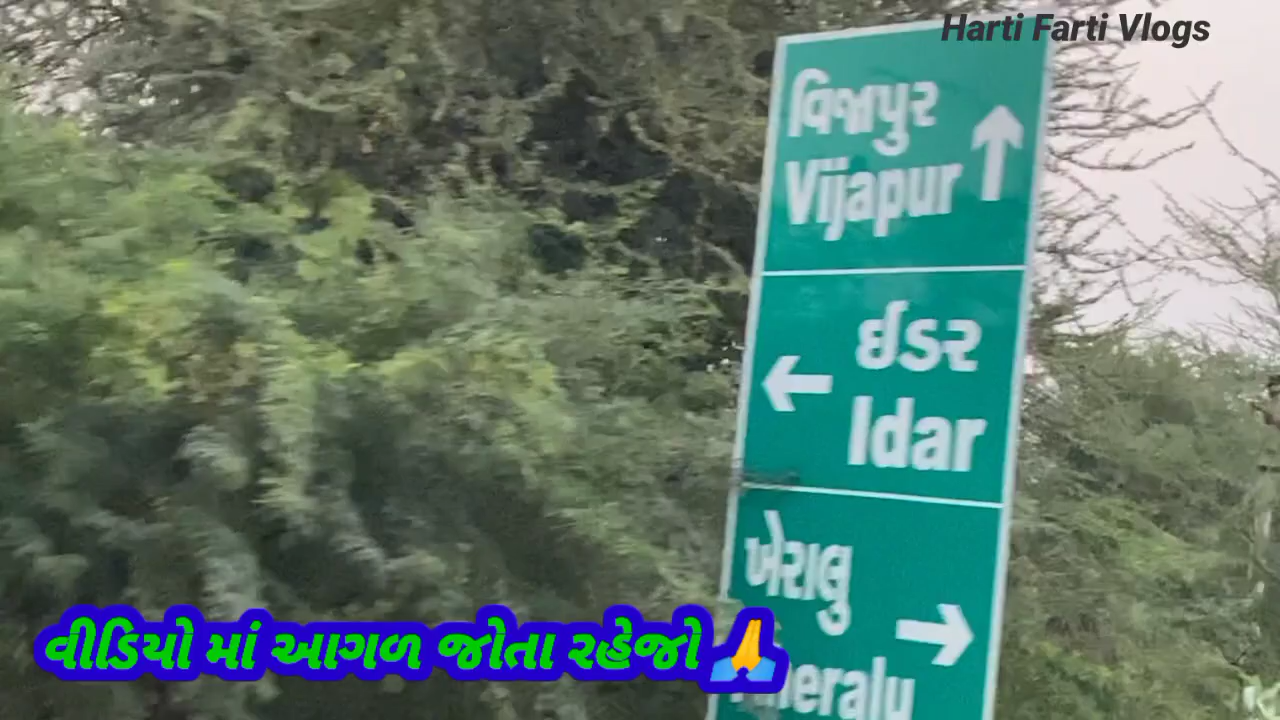 Harti Farti Vlogs
વિજાપુર
Vijapur
ઈડર
Idar
ખેરાલુ
વીડિયો માં આગળ જોતા રહેજો🙏